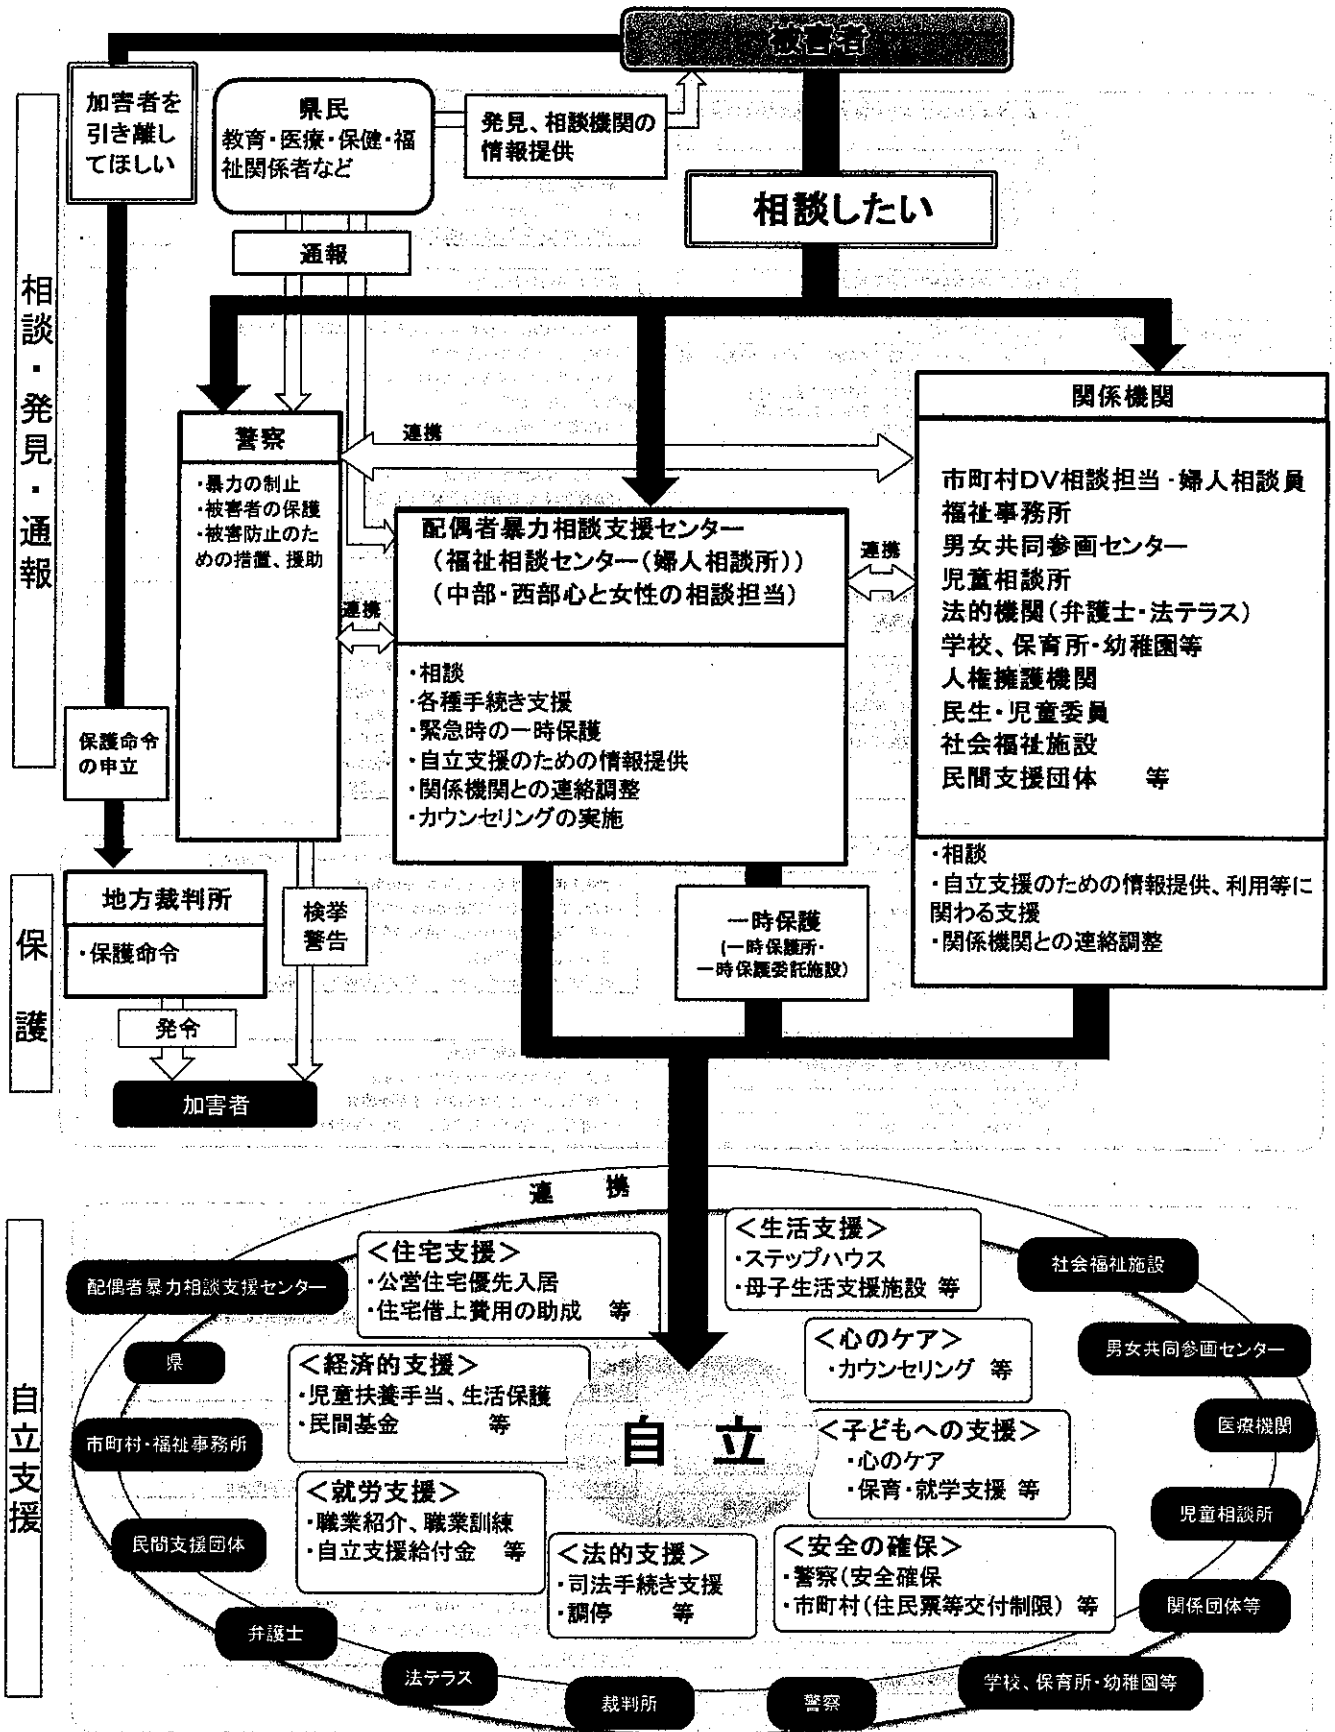 被害者
加害者を
引き離し
てほしい
県民
教育・医療・保健・福
祉関係者など
発見、相談機関の
情報提供
相談したい
通報
相談・発見・通報
警察
・暴力の制止
・被害者の保護
・被害防止のた
めの措置、援助
連携
連携
連携
配偶者暴力相談支援センター
(福祉相談センター(婦人相談所))
(中部・西部心と女性の相談担当)
・相談
・各種手続き支援
・緊急時の一時保護
・自立支援のための情報提供
・関係機関との連絡調整
・カウンセリングの実施
関係機関
市町村DV相談担当・婦人相談員
福祉事務所
男女共同参画センター
児童相談所
法的機関(弁護士・法テラス)
学校、保育所・幼稚園等
人権擁護機関
民生・児童委員
社会福祉施設
民間支援団体 等
・相談
・自立支援のための情報提供、利用等に
関わる支援
・関係機関との連絡調整
保護命令
の申立
保護
地方裁判所
・保護命令
検挙
警告
発令
加害者
一時保護
(一時保護所・
一時保護委託施設)
自立支援
連 携
<住宅支援>
・公営住宅優先入居
・住宅借上費用の助成 等
<生活支援>
・ステップハウス
・母子生活支援施設 等
<経済的支援>
・児童扶養手当、生活保護
・民間基金 等
<心のケア>
・カウンセリング 等
自 立
<子どもへの支援>
・心のケア
・保育・就学支援 等
<就労支援>
・職業紹介、職業訓練
・自立支援給付金 等
<法的支援>
・司法手続き支援
・調停 等
<安全の確保>
・警察(安全確保
・市町村(住民票等交付制限) 等
配偶者暴力相談支援センター
県
市町村・福祉事務所
民間支援団体
弁護士
法テラス
裁判所
警察
学校、保育所・幼稚園等
関係団体等
児童相談所
医療機関
男女共同参画センター
社会福祉施設